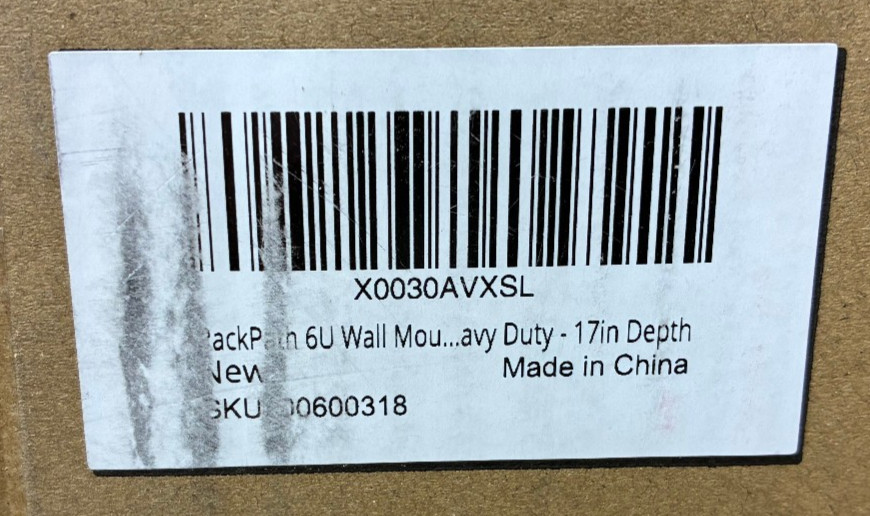 X0030AVXSL
6U Wall Mou...avy Duty - 17in Depth
New
Made in China
SKU